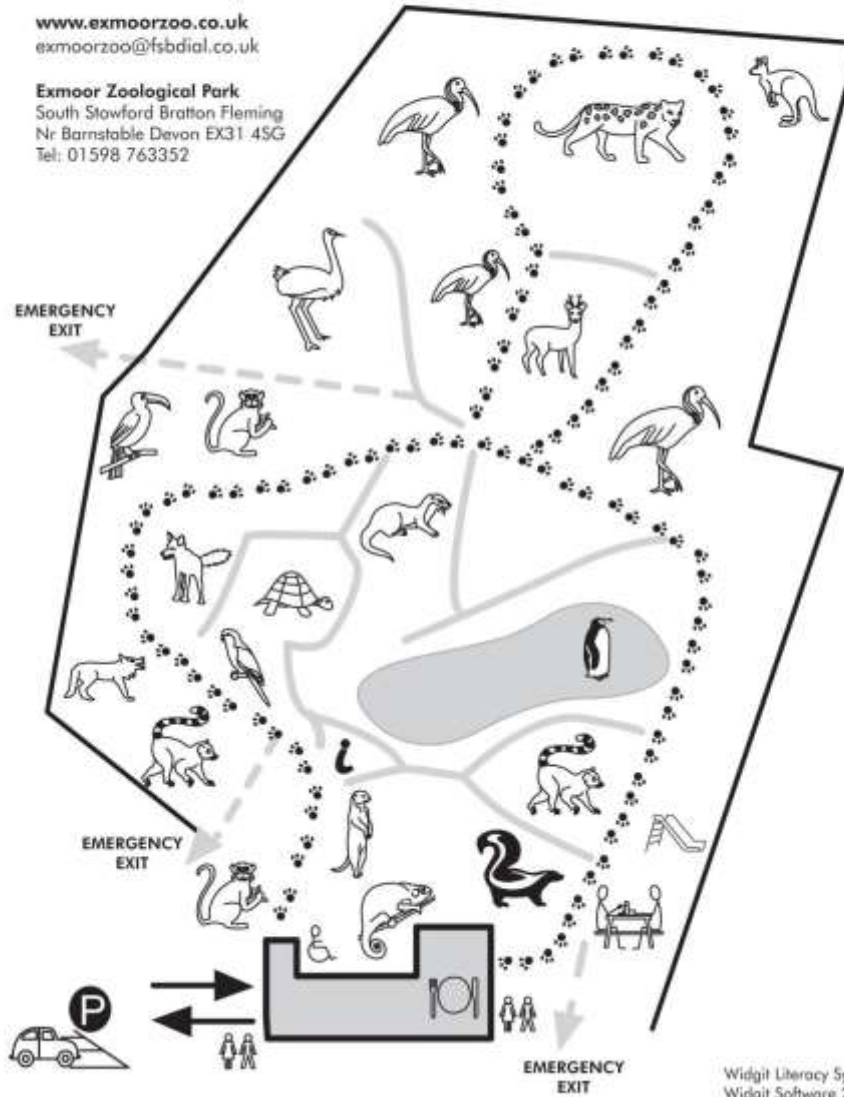 www.exmoorzoo.co.uk
exmoorzoo@fsbdial.co.uk
Exmoor Zoological Park
South Stowford Bratton Fleming
Nr Barnstable Devon EX31 4SG
Tel: 01598 763352
EMERGENCY
EXIT
i
EMERGENCY
EXIT
P
EMERGENCY
EXIT
Widgit Literacy Sy
Widgit Software